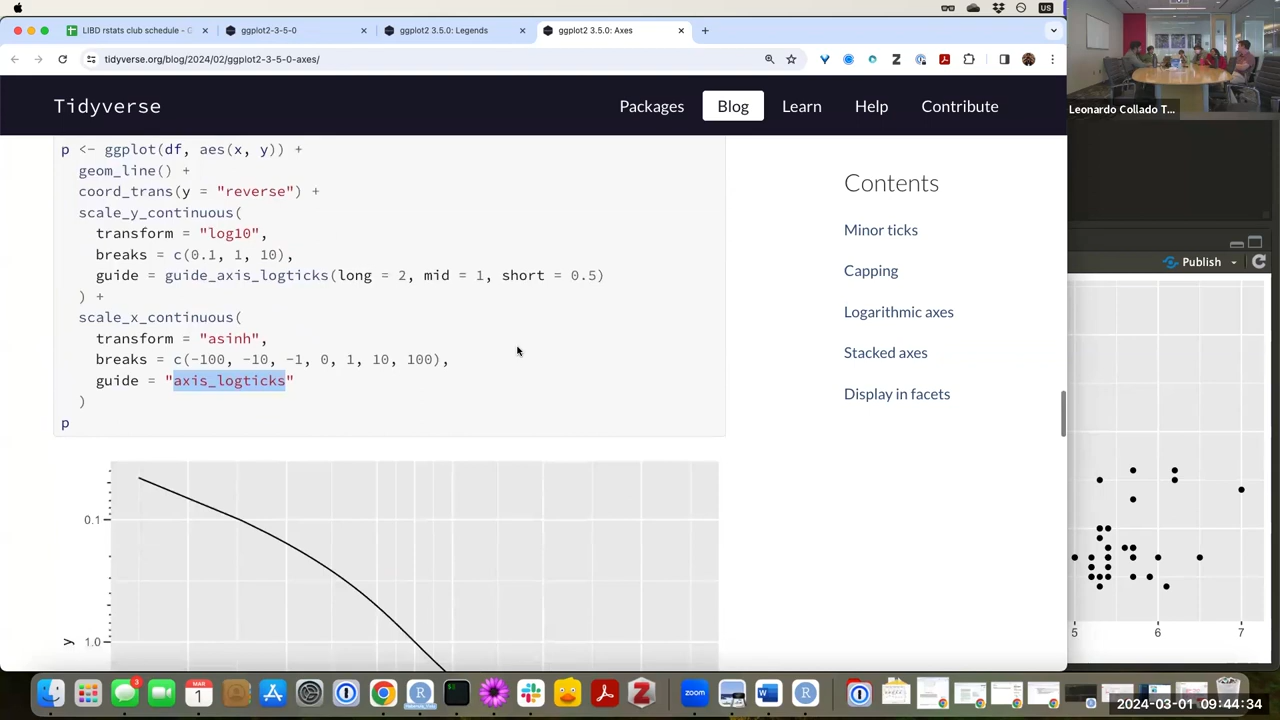 US
LIBD rstats club schedule - G
ggplot2-3-5-0
ggplot2 3.5.0: Legends
ggplot2 3.5.0: Axes
tidyverse.org/blog/2024/02/ggplot2-3-5-0-axes/
Tidyverse
Packages
Blog
Learn
Help
Contribute
Leonardo Collado T...
p <- ggplot(df, aes(x, y)) +
geom_line() +
coord_trans(y = "reverse") +
scale_y_continuous(
transform = "log10",
breaks = c(0.1, 1, 10),
guide = guide_axis_logticks(long = 2, mid = 1, short = 0.5)
) +
scale_x_continuous(
transform = "asinh",
breaks = c(-100, -10, -1, 0, 1, 10, 100),
guide = "axis_logticks"
)
p
Contents
Minor ticks
Capping
Logarithmic axes
Stacked axes
Display in facets
0.1
1.0
y
Publish
5
6
7
3
MAR
1
zoom
2024-03-01 09:44:34